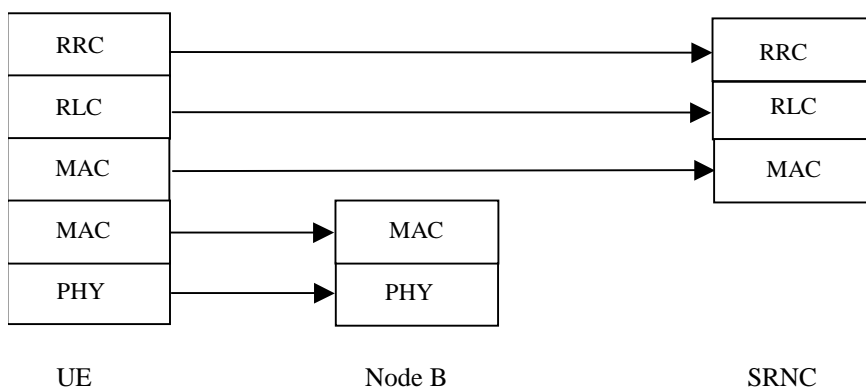 RRC RRC
RLC RLC
MAC MAC
MAC MAC
PHY PHY
UE Node B SRNC